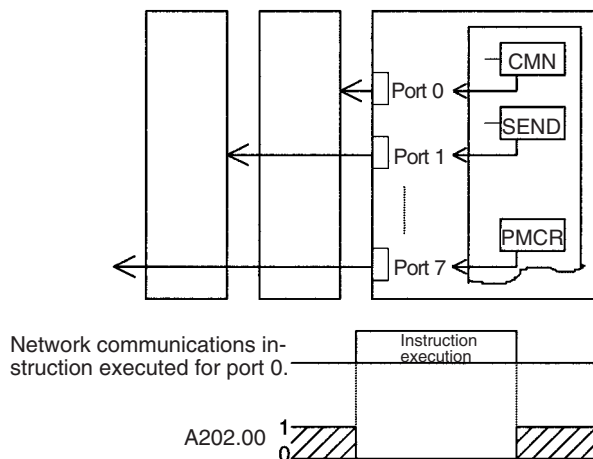 CMN
Port 0
SEND
Port 1
PMCR
Port 7
Network communications in-
struction executed for port 0.
Instruction
execution
A202.00
1
0